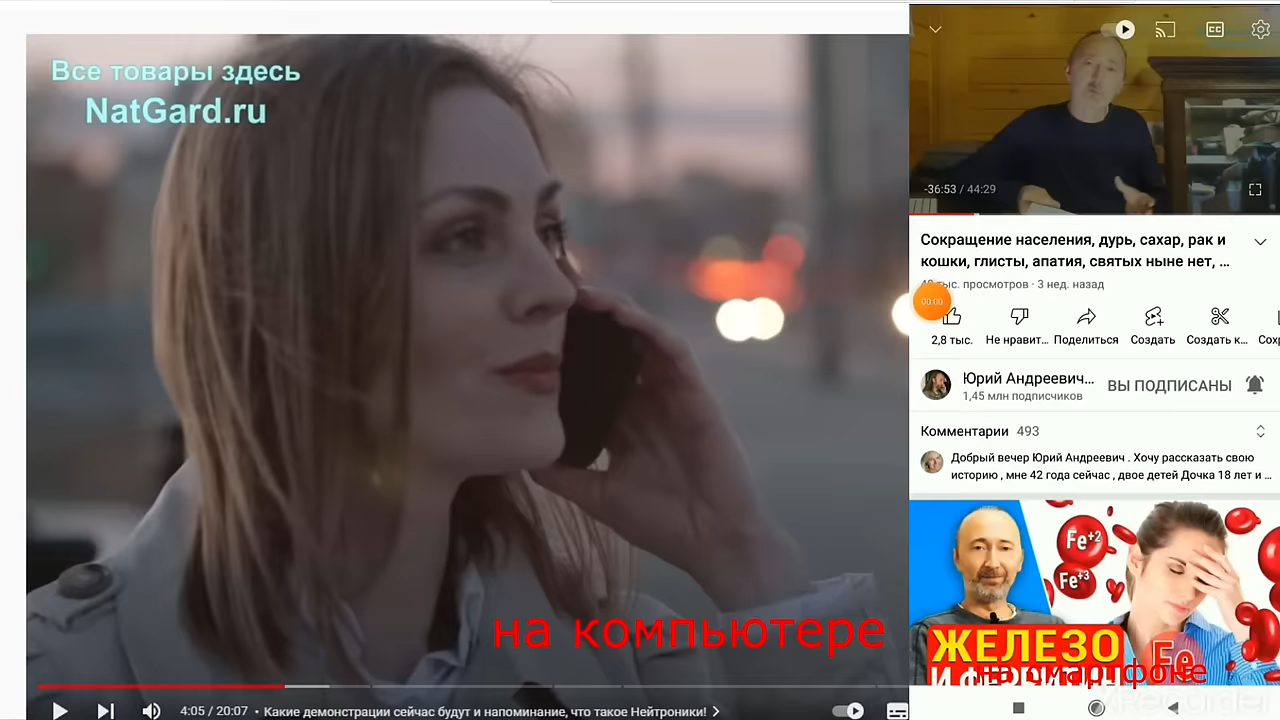 Все товары здесь
NatGard.ru
на компьютере
4:05 / 20:07 • Какие демонстрации сейчас будут и напоминание, что такое Нейтроники!
-36:53 / 44:29
Сокращение населения, дурь, сахар, рак и
кошки, глисты, апатия, святых ныне нет, ...
тыс. просмотров · 3 нед. назад
00:00
2,8 тыс.
Не нравит...
Поделиться
Создать
Создать к...
Сохр
Юрий Андреевич...
1,45 млн подписчиков
ВЫ ПОДПИСАНЫ
Комментарии 493
Добрый вечер Юрий Андреевич . Хочу рассказать свою
историю , мне 42 года сейчас , двое детей Дочка 18 лет и ...
Fe+2
Fe+3
ЖЕЛЕЗО
Fe